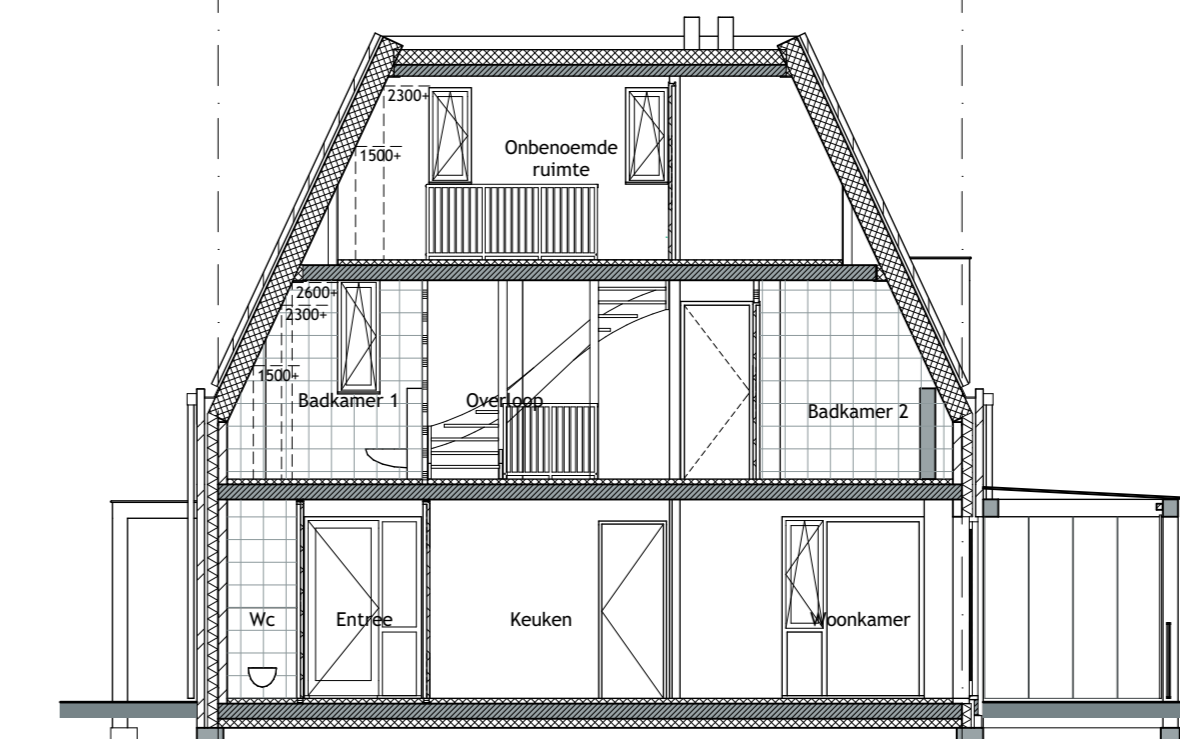 2300+
1500+
Onbenoemde
ruimte
2600+
2300+
1500+
Badkamer 1
Overloop
Badkamer 2
Wc
Entree
Keuken
Woonkamer